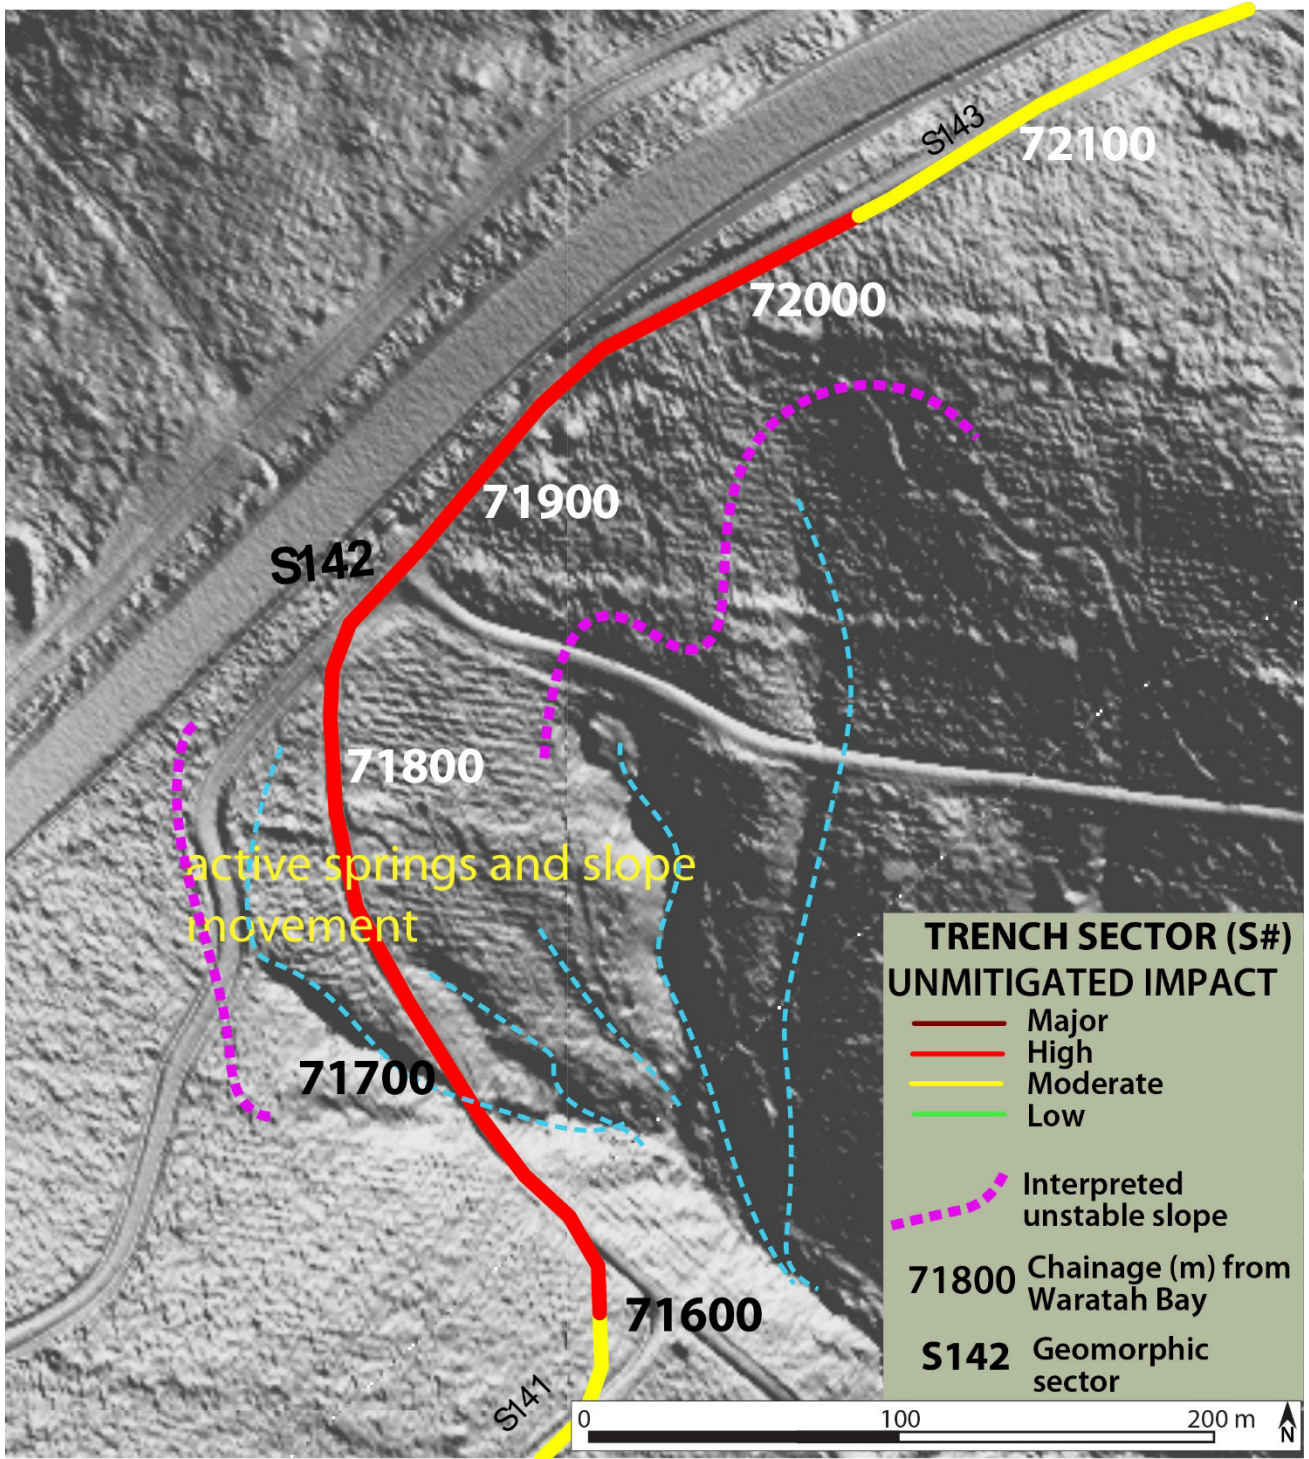 S143
72100
72000
71900
S142
71800
active springs and slope
movement
71700
71600
S141
TRENCH SECTOR (S#)
UNMITIGATED IMPACT
Major
High
Moderate
Low
Interpreted
unstable slope
71800 Chainage (m) from
Waratah Bay
S142 Geomorphic
sector
0 100 200 m
N